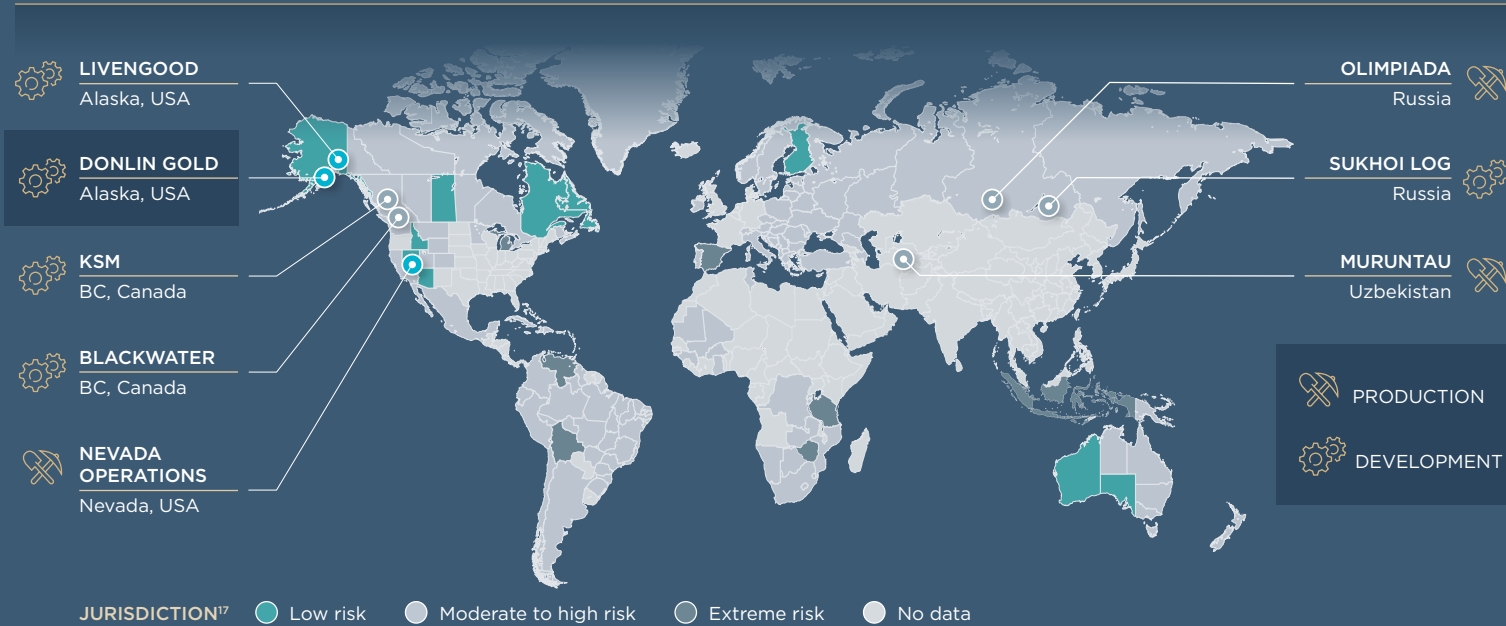 LIVENGOOD
Alaska, USA
DONLIN GOLD
Alaska, USA
KSM
BC, Canada
BLACKWATER
BC, Canada
NEVADA
OPERATIONS
Nevada, USA
OLIMPIADA
Russia
SUKHOI LOG
Russia
MURUNTAU
Uzbekistan
PRODUCTION
DEVELOPMENT
JURISDICTION¹⁷ Low risk Moderate to high risk Extreme risk No data